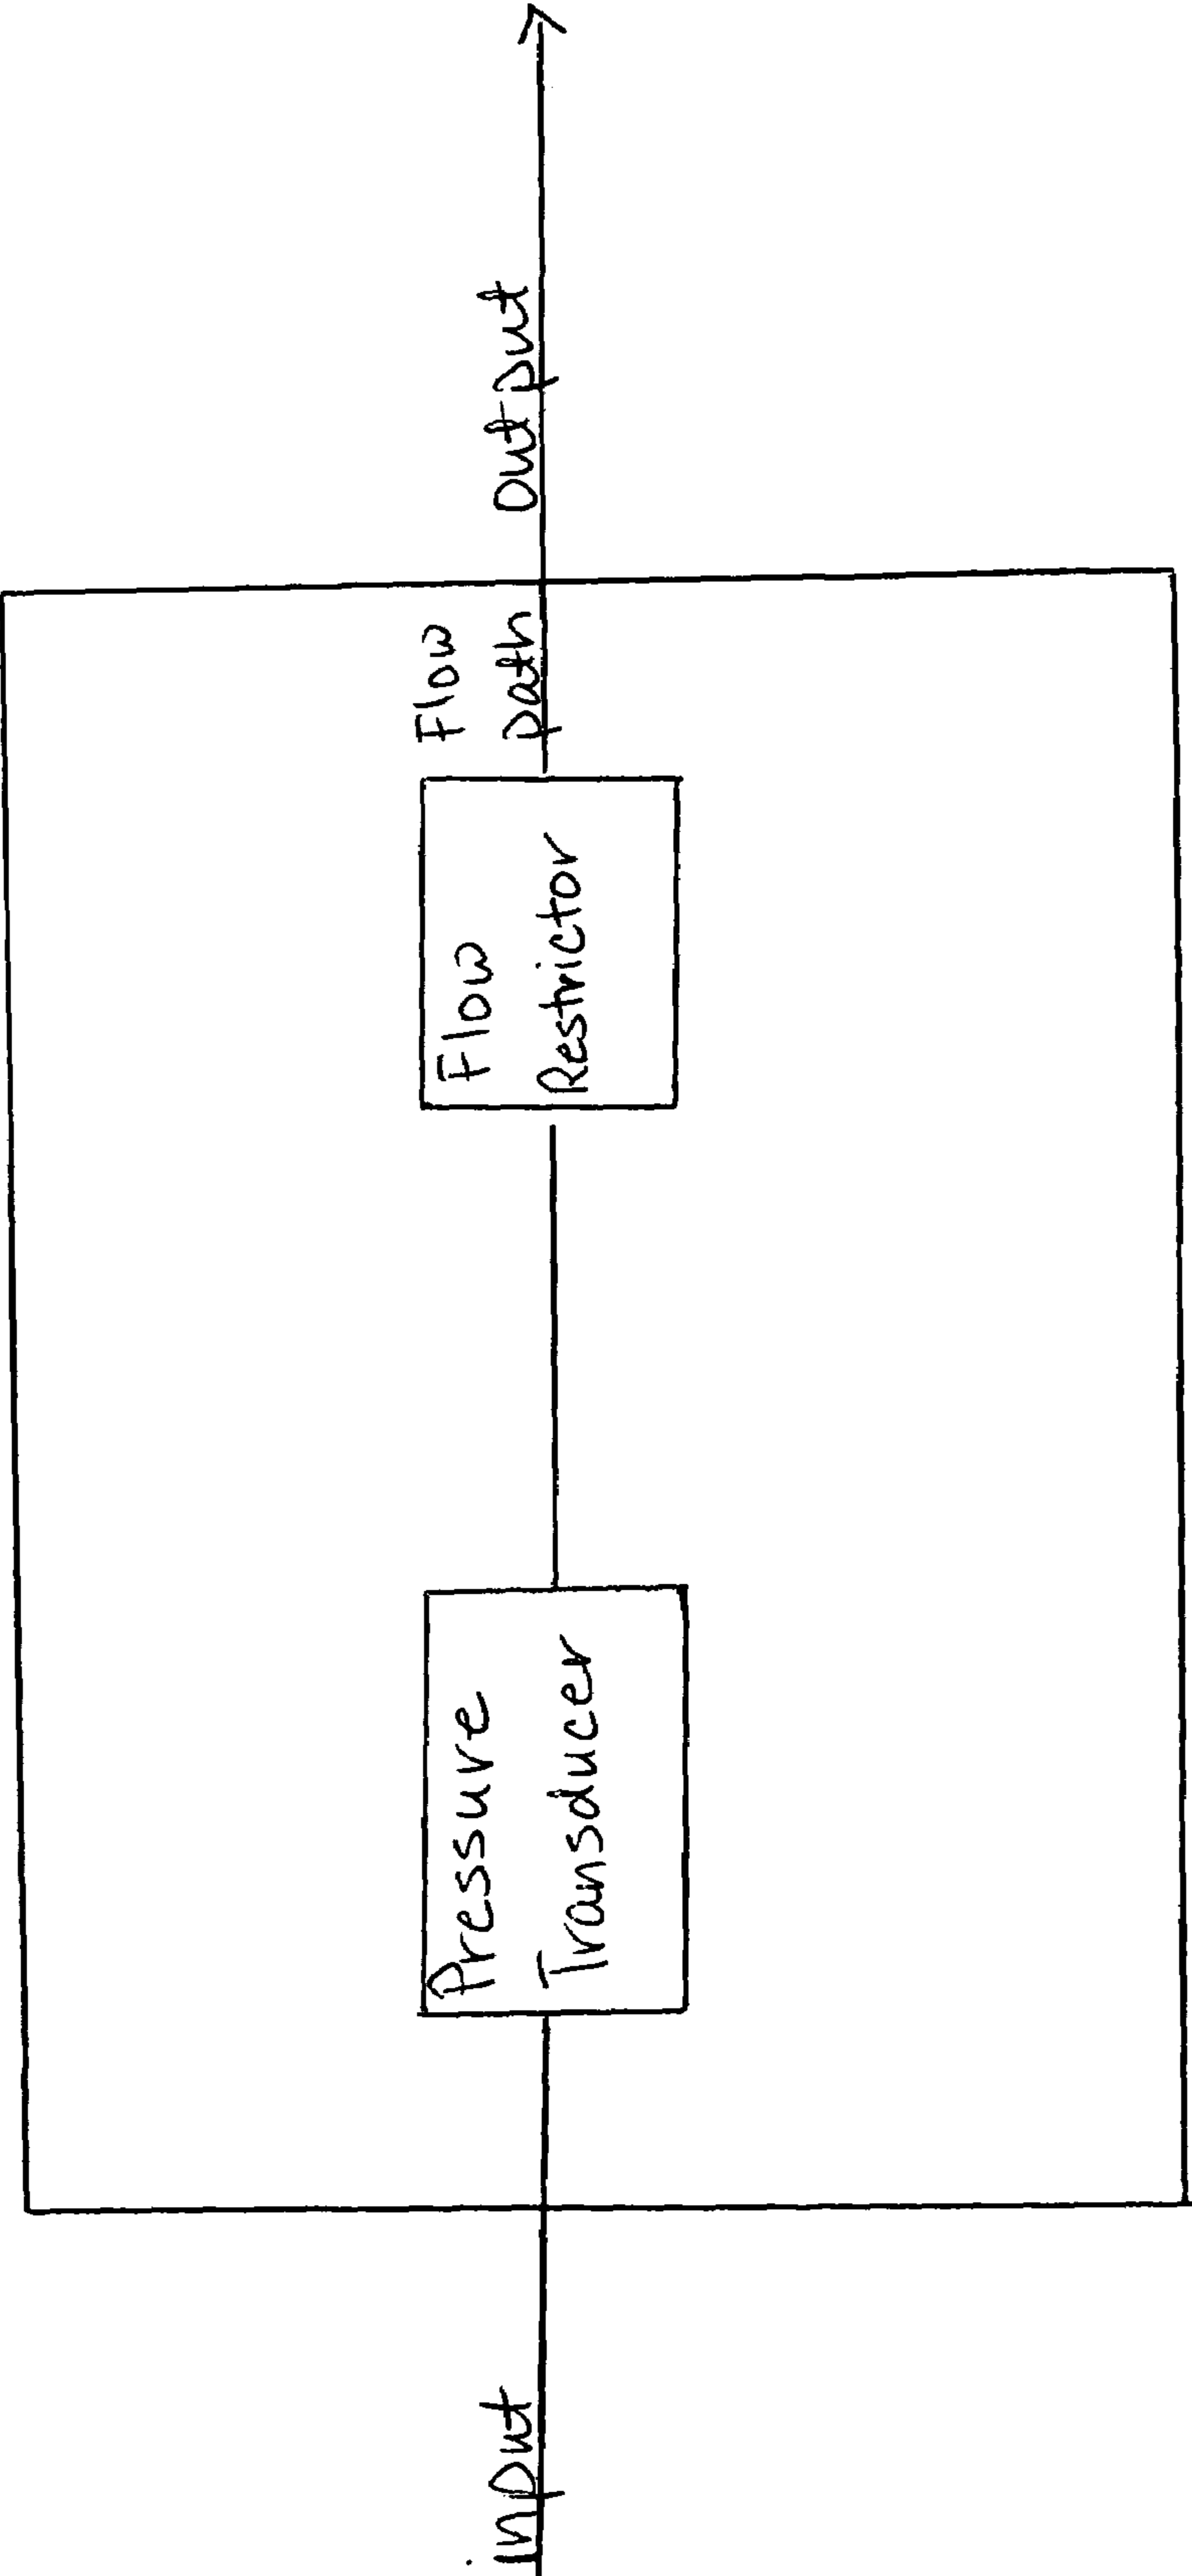 input
Pressure
Transducer
Flow
Restrictor
Flow
path
output